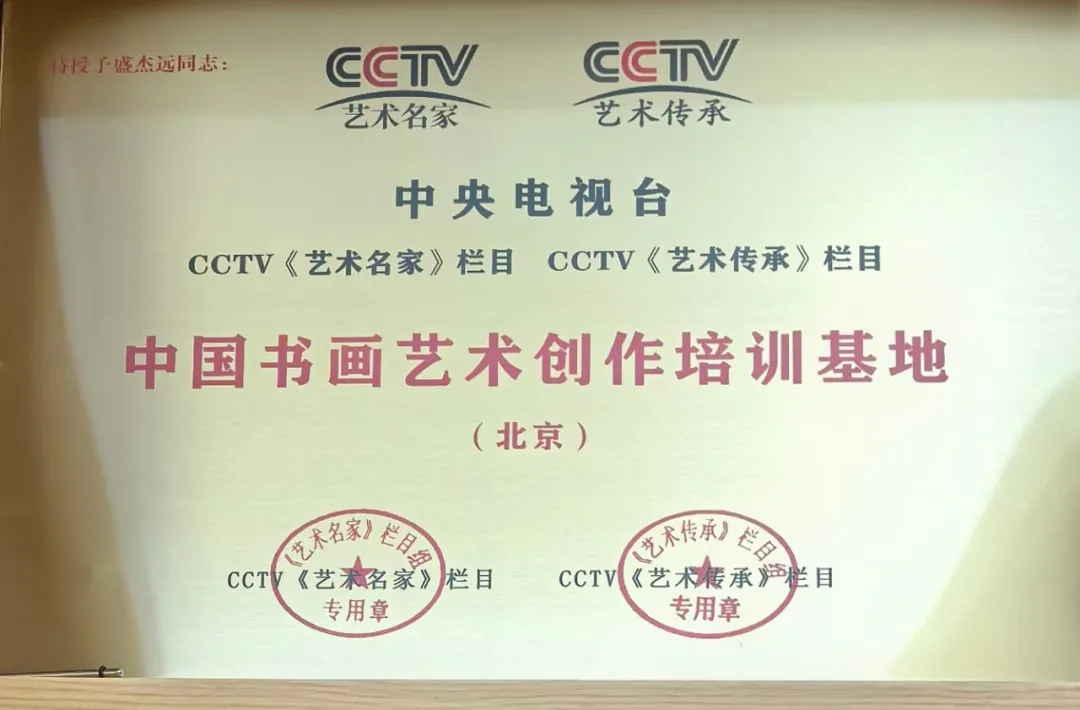 特授予盛杰远同志：
CCTV
艺术名家
CCTV
艺术传承
中央电视台
CCTV《艺术名家》栏目 CCTV《艺术传承》栏目
中国书画艺术创作培训基地
（北京）
《艺术名家》栏目组
CCTV《艺术名家》栏目
专用章
《艺术传承》栏目组
CCTV《艺术传承》栏目
专用章